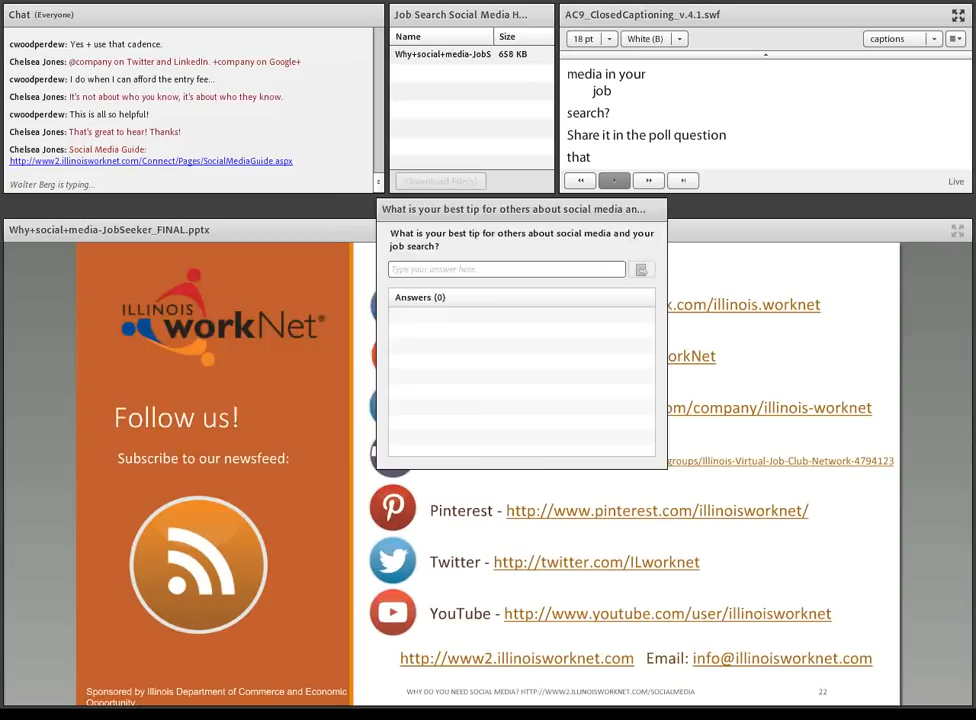 Chat (Everyone)
cwoodperdew: Yes + use that cadence.
Chelsea Jones: @company on Twitter and LinkedIn. +company on Google+
cwoodperdew: I do when I can afford the entry fee...
Chelsea Jones: It's not about who you know, it's about who they know.
cwoodperdew: This is all so helpful!
Chelsea Jones: That's great to hear! Thanks!
Chelsea Jones: Social Media Guide:
http://www2.illinoisworknet.com/Connect/Pages/SocialMediaGuide.aspx
Walter Berg is typing...
Job Search Social Media H...
Name Size
Why+social+media-JobS 658 KB
Download File(s)
AC9_ClosedCaptioning_v.4.1.swf
18 pt White (B) captions
media in your
job
search?
Share it in the poll question
that
Live
Why+social+media-JobSeeker_FINAL.pptx
What is your best tip for others about social media an...
What is your best tip for others about social media and your
job search?
Type your answer here.
Answers (0)
ILLINOIS
workNet®
Follow us!
Subscribe to our newsfeed:
Sponsored by Illinois Department of Commerce and Economic
Opportunity.
k.com/illinois.worknet
orkNet
om/company/illinois-worknet
groups/Illinois-Virtual-Job-Club-Network-4794123
Pinterest - http://www.pinterest.com/illinoisworknet/
Twitter - http://twitter.com/ILworknet
YouTube - http://www.youtube.com/user/illinoisworknet
http://www2.illinoisworknet.com Email: info@illinoisworknet.com
WHY DO YOU NEED SOCIAL MEDIA? HTTP://WWW2.ILLINOISWORKNET.COM/SOCIALMEDIA 22